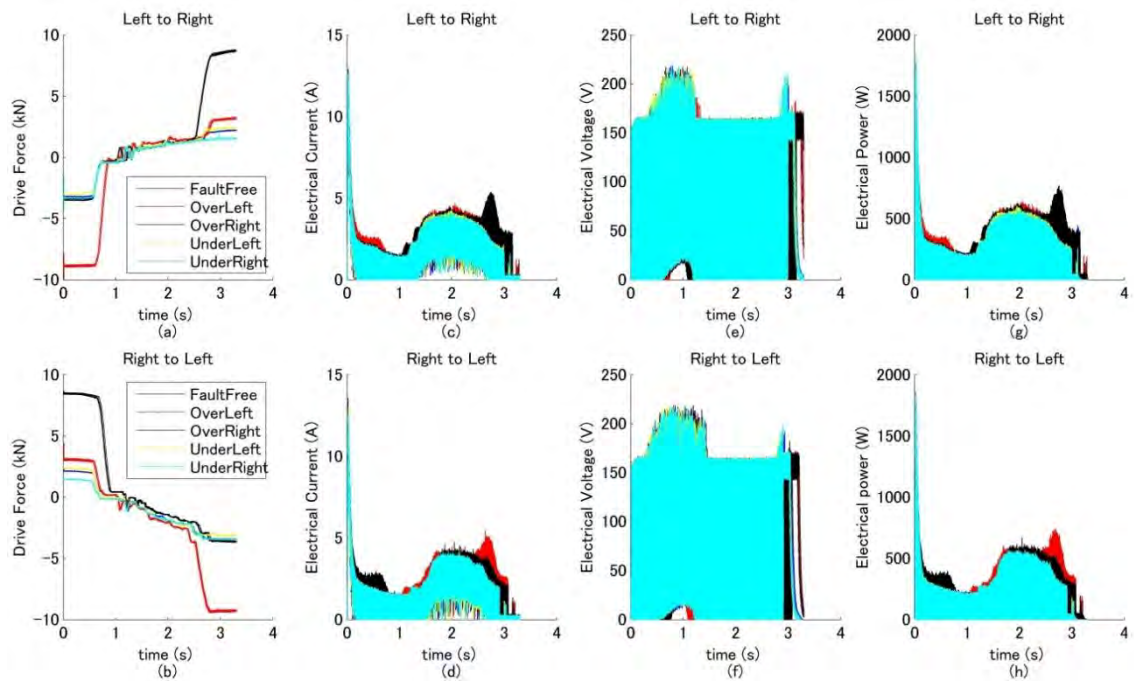 Left to Right
Left to Right
Left to Right
Left to Right
10
5
0
−5
−10
Drive Force (kN)
FaultFree
OverLeft
OverRight
UnderLeft
UnderRight
0 1 2 3 4
time (s)
(a)
15
10
5
0
Electrical Current (A)
0 1 2 3 4
time (s)
(c)
250
200
150
100
50
0
Electrical Voltage (V)
0 1 2 3 4
time (s)
(e)
2000
1500
1000
500
0
Electrical Power (W)
0 1 2 3 4
time (s)
(g)
Right to Left
Right to Left
Right to Left
Right to Left
10
5
0
−5
−10
Drive Force (kN)
FaultFree
OverLeft
OverRight
UnderLeft
UnderRight
0 1 2 3 4
time (s)
(b)
15
10
5
0
Electrical Current (A)
0 1 2 3 4
time (s)
(d)
250
200
150
100
50
0
Electrical Voltage (V)
0 1 2 3 4
time (s)
(f)
2000
1500
1000
500
0
Electrical power (W)
0 1 2 3 4
time (s)
(h)